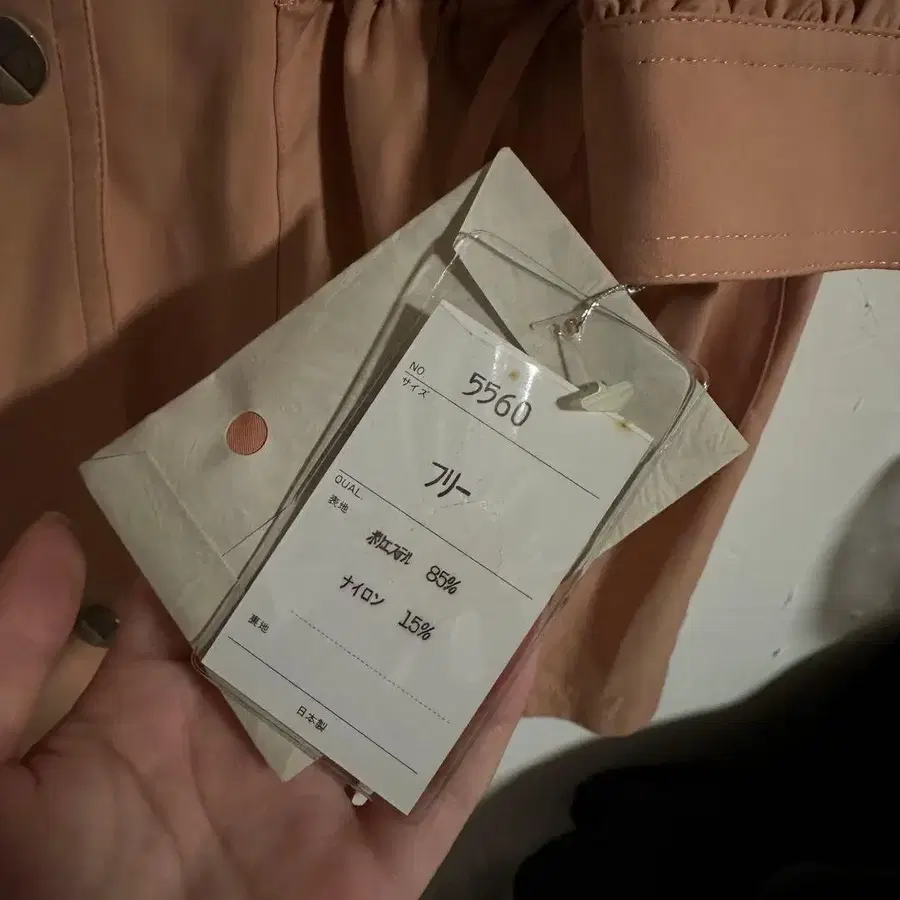 NO. 5560
サイズ
フリー
QUAL.
表地
ポリエステル 85%
ナイロン 15%
裏地
日本製